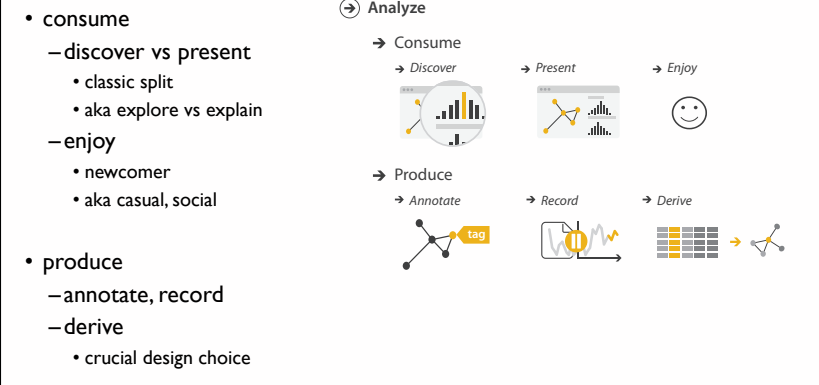 • consume
–discover vs present
• classic split
• aka explore vs explain
–enjoy
• newcomer
• aka casual, social
• produce
–annotate, record
–derive
• crucial design choice
Analyze
Consume
Discover
Present
Enjoy
Produce
Annotate
Record
Derive
tag